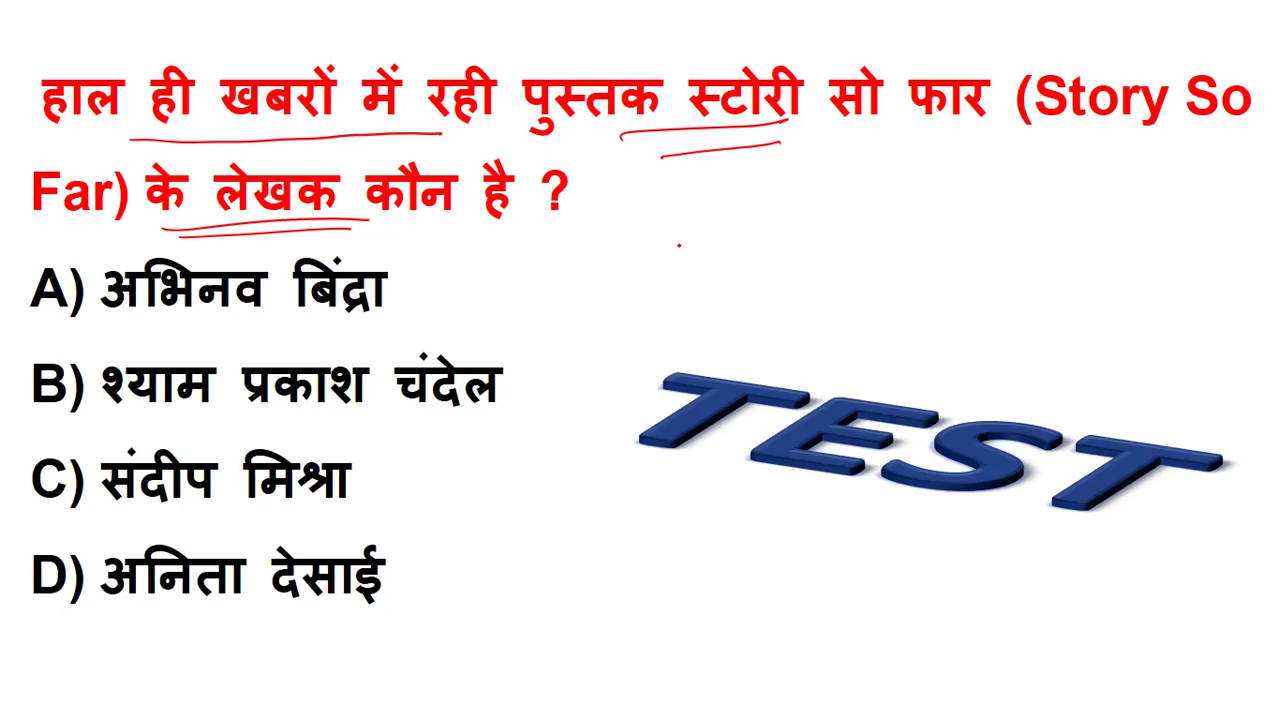 हाल ही खबरों में रही पुस्तक स्टोरी सो फार (Story So
Far) के लेखक कौन है ?
A) अभिनव बिंद्रा
B) श्याम प्रकाश चंदेल
C) संदीप मिश्रा
D) अनिता देसाई
TEST